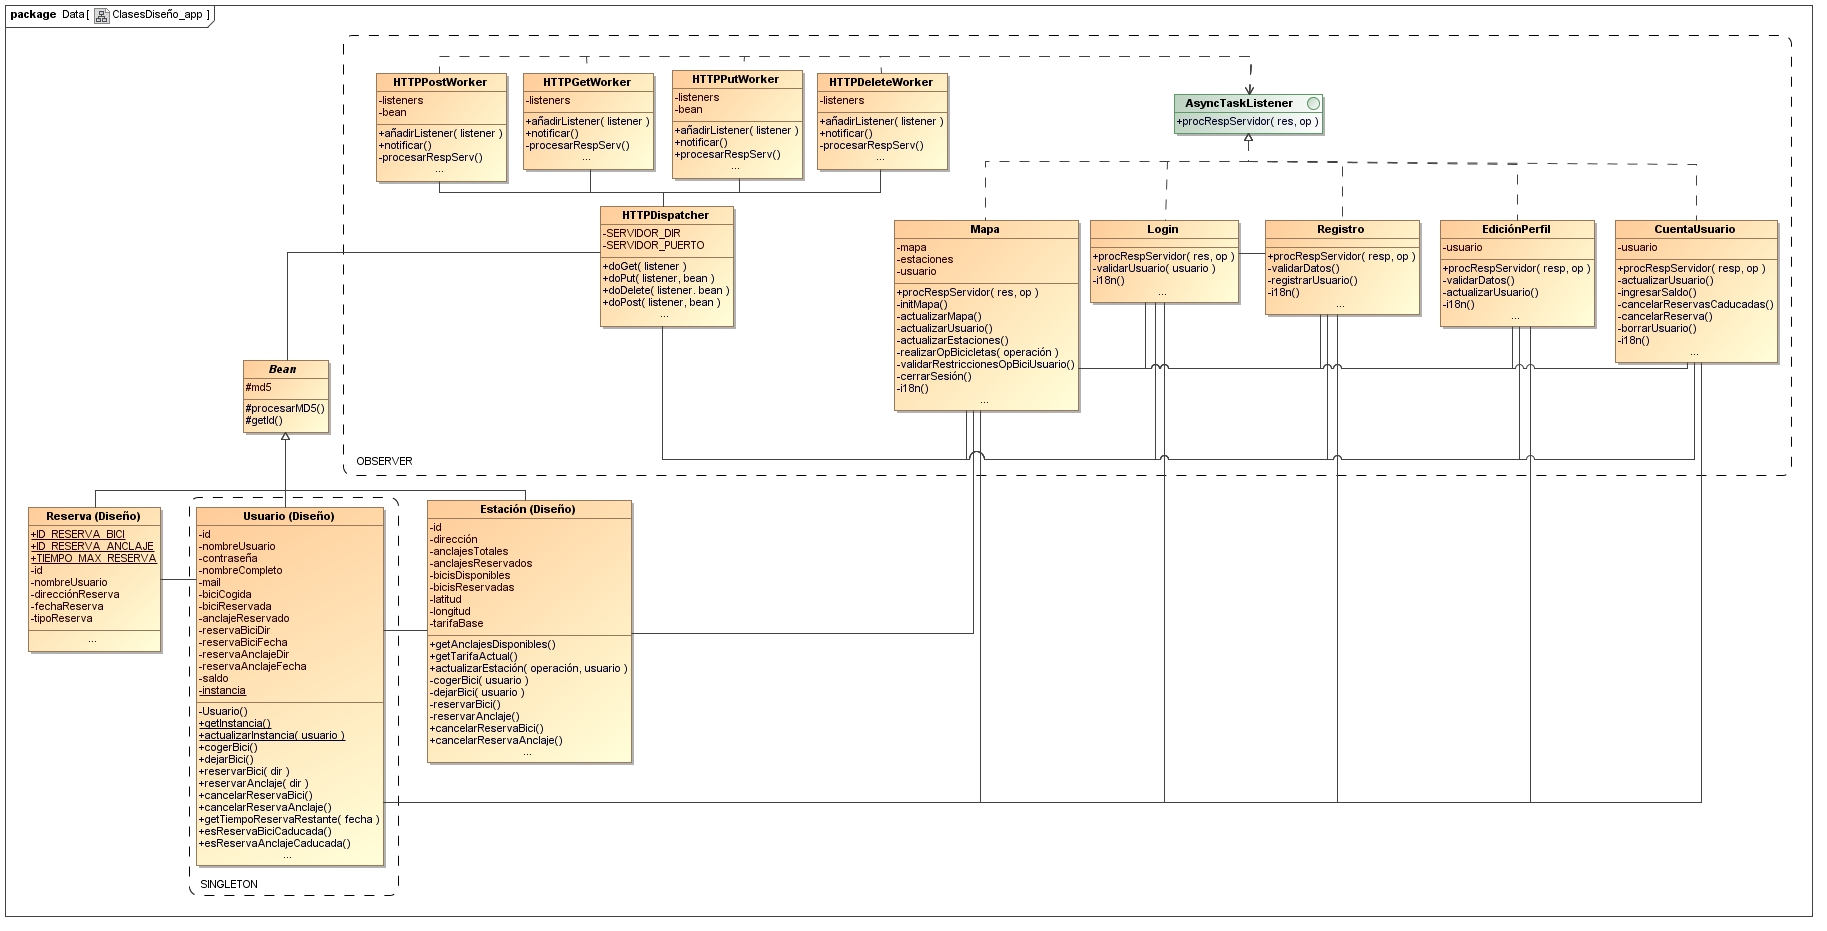 package Data [ ClasesDiseño_app ]
HTTPPostWorker
-listeners
-bean
+añadirListener( listener )
+notificar()
-procesarRespServ()
...
HTTPGetWorker
-listeners
+añadirListener( listener )
+notificar()
-procesarRespServ()
...
HTTPPutWorker
-listeners
-bean
+añadirListener( listener )
+notificar()
+procesarRespServ()
...
HTTPDeleteWorker
-listeners
+añadirListener( listener )
+notificar()
-procesarRespServ()
...
AsyncTaskListener
+procRespServidor( res, op )
HTTPDispatcher
-SERVIDOR_DIR
-SERVIDOR_PUERTO
+doGet( listener )
+doPut( listener, bean )
+doDelete( listener. bean )
+doPost( listener, bean )
...
Mapa
-mapa
-estaciones
-usuario
+procRespServidor( res, op )
-initMapa()
-actualizarMapa()
-actualizarUsuario()
-actualizarEstaciones()
-realizarOpBicicletas( operación )
-validarRestriccionesOpBiciUsuario()
-cerrarSesión()
-i18n()
...
Login
+procRespServidor( res, op )
-validarUsuario( usuario )
-i18n()
...
Registro
+procRespServidor( resp, op )
-validarDatos()
-registrarUsuario()
-i18n()
...
EdiciónPerfil
-usuario
+procRespServidor( resp, op )
-validarDatos()
-actualizarUsuario()
-i18n()
...
CuentaUsuario
-usuario
+procRespServidor( resp, op )
-actualizarUsuario()
-ingresarSaldo()
-cancelarReservasCaducadas()
-cancelarReserva()
-borrarUsuario()
-i18n()
...
Bean
#md5
#procesarMD5()
#getId()
OBSERVER
Reserva (Diseño)
+ID_RESERVA_BICI
+ID_RESERVA_ANCLAJE
+TIEMPO_MAX_RESERVA
-id
-nombreUsuario
-direcciónReserva
-fechaReserva
-tipoReserva
...
Usuario (Diseño)
-id
-nombreUsuario
-contraseña
-nombreCompleto
-mail
-biciCogida
-biciReservada
-anclajeReservado
-reservaBiciDir
-reservaBiciFecha
-reservaAnclajeDir
-reservaAnclajeFecha
-saldo
-instancia
-Usuario()
+getInstancia()
+actualizarInstancia( usuario )
+cogerBici()
+dejarBici()
+reservarBici( dir )
+reservarAnclaje( dir )
+cancelarReservaBici()
+cancelarReservaAnclaje()
+getTiempoReservaRestante( fecha )
+esReservaBiciCaducada()
+esReservaAnclajeCaducada()
...
SINGLETON
Estación (Diseño)
-id
-dirección
-anclajesTotales
-anclajesReservados
-bicisDisponibles
-bicisReservadas
-latitud
-longitud
-tarifaBase
+getAnclajesDisponibles()
+getTarifaActual()
+actualizarEstación( operación, usuario )
-cogerBici( usuario )
-dejarBici( usuario )
-reservarBici()
-reservarAnclaje()
+cancelarReservaBici()
+cancelarReservaAnclaje()
...